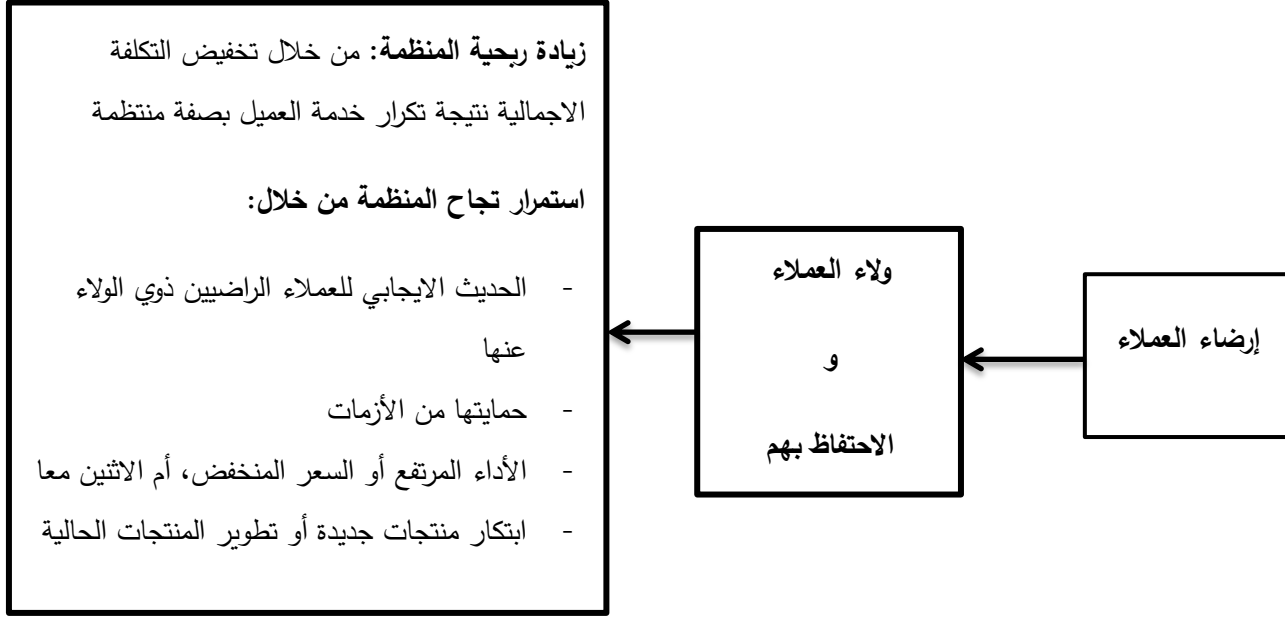 إرضاء العملاء
ولاء العملاء
و
الاحتفاظ بهم
زيادة ربحية المنظمة: من خلال تخفيض التكلفة
الاجمالية نتيجة تكرار خدمة العميل بصفة منتظمة
استمرار تجاح المنظمة من خلال:
- الحديث الايجابي للعملاء الراضيين ذوي الولاء
عنها
- حمايتها من الأزمات
- الأداء المرتفع أو السعر المنخفض، أم الاثنين معا
- ابتكار منتجات جديدة أو تطوير المنتجات الحالية